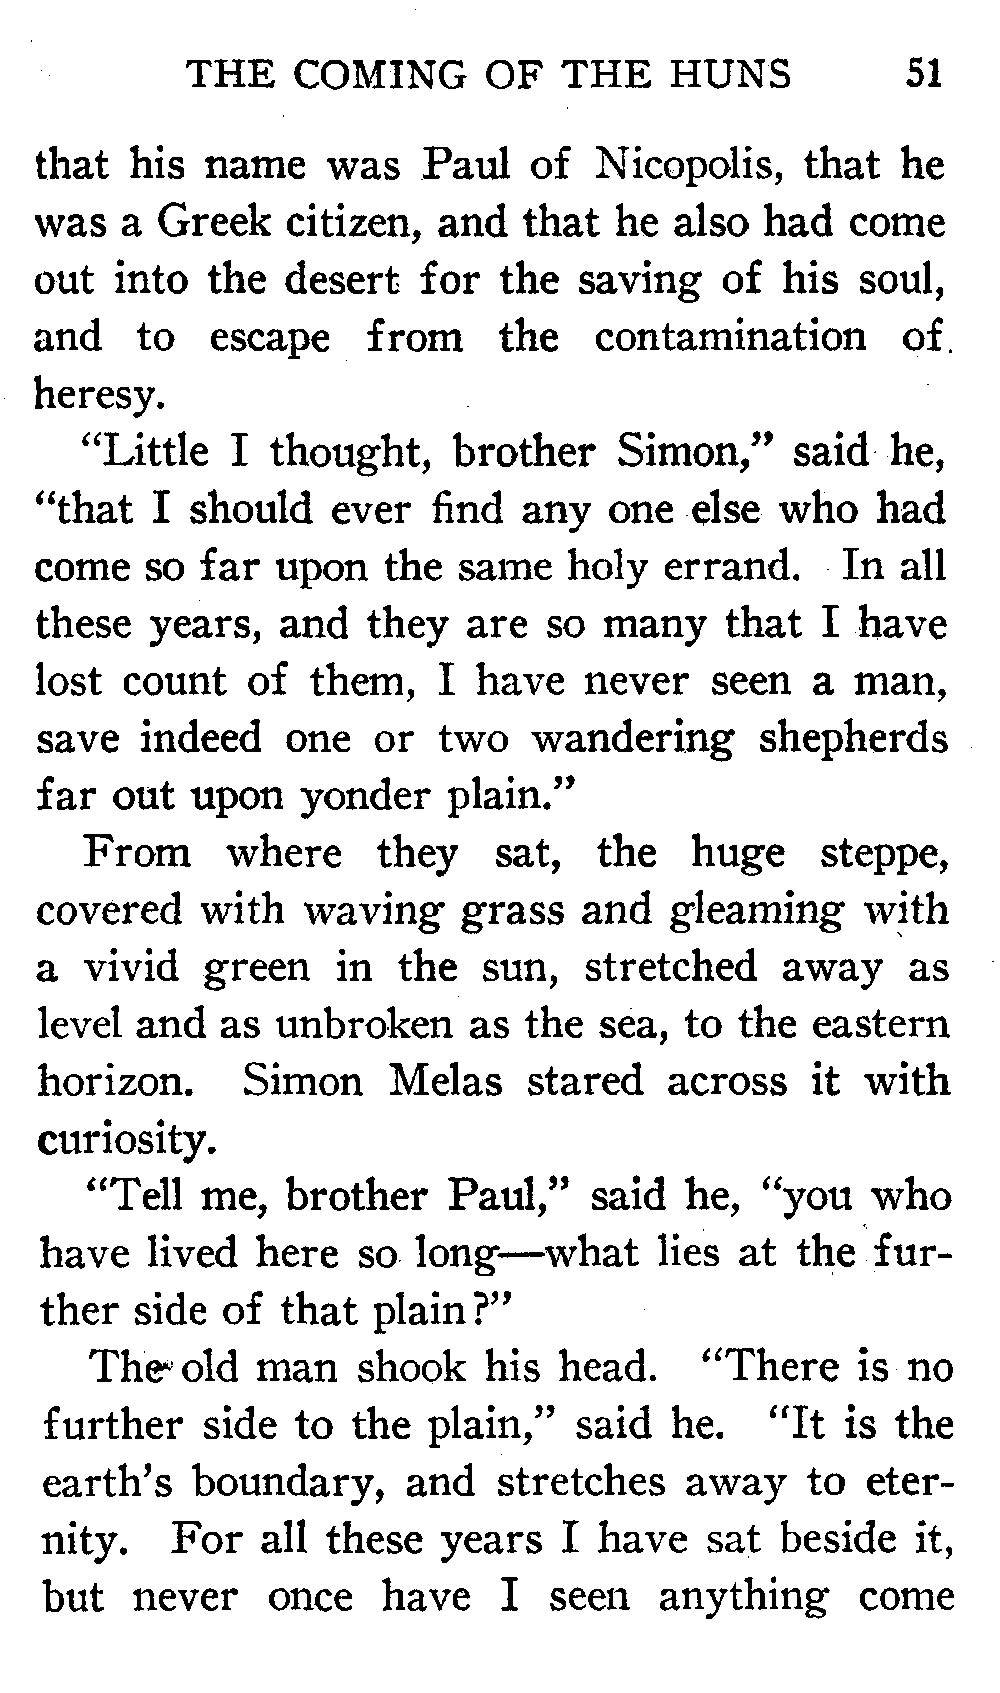 THE COMING OF THE HUNS 51
that his name was Paul of Nicopolis, that he
was a Greek citizen, and that he also had come
out into the desert for the saving of his soul,
and to escape from the contamination of
heresy.
“Little I thought, brother Simon,” said he,
“that I should ever find any one else who had
come so far upon the same holy errand. In all
these years, and they are so many that I have
lost count of them, I have never seen a man,
save indeed one or two wandering shepherds
far out upon yonder plain.”
From where they sat, the huge steppe,
covered with waving grass and gleaming with
a vivid green in the sun, stretched away as
level and as unbroken as the sea, to the eastern
horizon. Simon Melas stared across it with
curiosity.
“Tell me, brother Paul,” said he, “you who
have lived here so long—what lies at the fur-
ther side of that plain?”
The old man shook his head. “There is no
further side to the plain,” said he. “It is the
earth’s boundary, and stretches away to eter-
nity. For all these years I have sat beside it,
but never once have I seen anything come